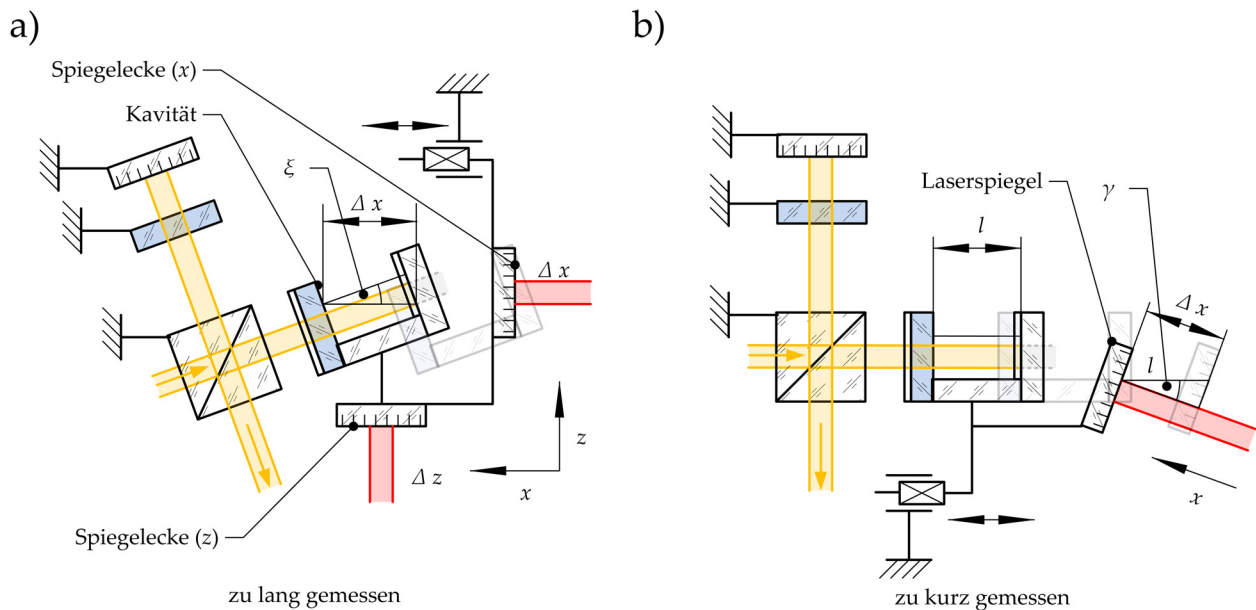 a)
Spiegelecke (x)
Kavität
ξ
Δ x
Δ x
z
x
Δ z
Spiegelecke (z)
zu lang gemessen
b)
Laserspiegel
γ
l
Δ x
l
x
zu kurz gemessen